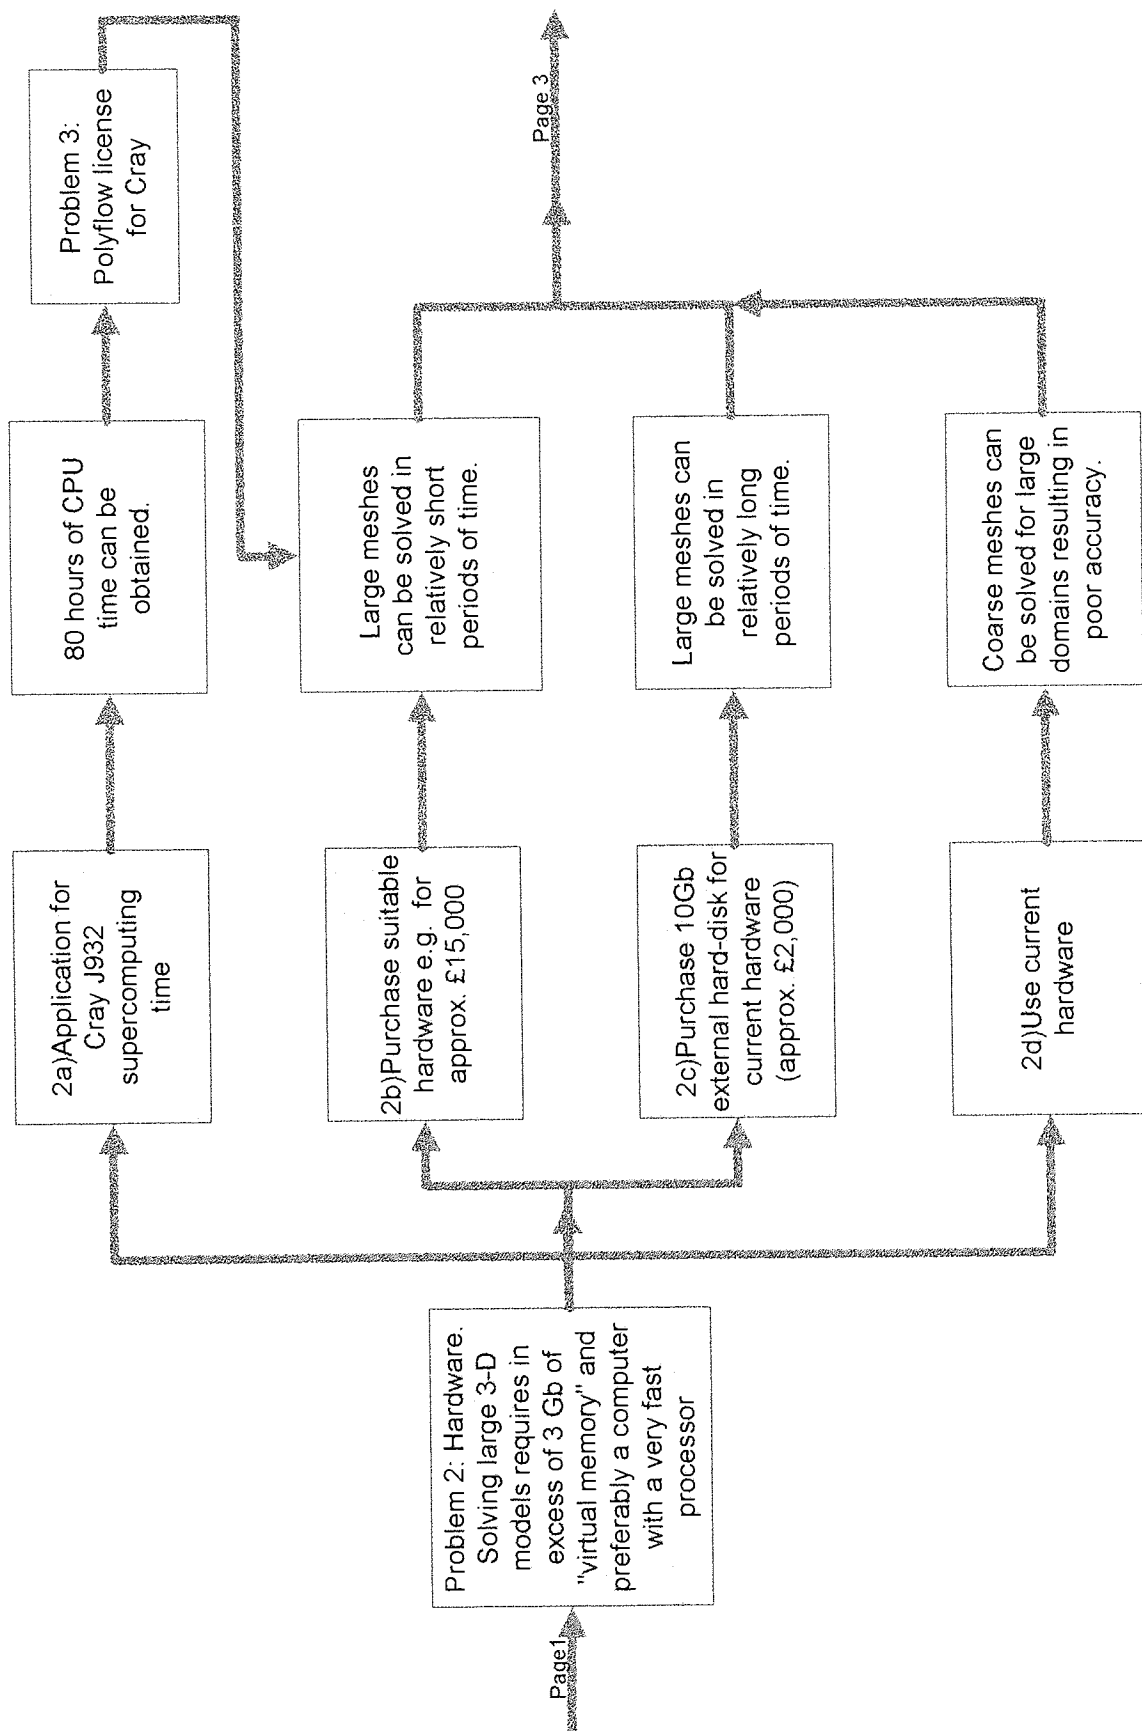 Page1
Problem 2: Hardware.
Solving large 3-D
models requires in
excess of 3 Gb of
"virtual memory" and
preferably a computer
with a very fast
processor
2a)Application for
Cray J932
supercomputing
time
80 hours of CPU
time can be
obtained.
Problem 3:
Polyflow license
for Cray
2b)Purchase suitable
hardware e.g. for
approx. £15,000
Large meshes
can be solved in
relatively short
periods of time.
2c)Purchase 10Gb
external hard-disk for
current hardware
(approx. £2,000)
Large meshes can
be solved in
relatively long
periods of time.
2d)Use current
hardware
Coarse meshes can
be solved for large
domains resulting in
poor accuracy.
Page 3